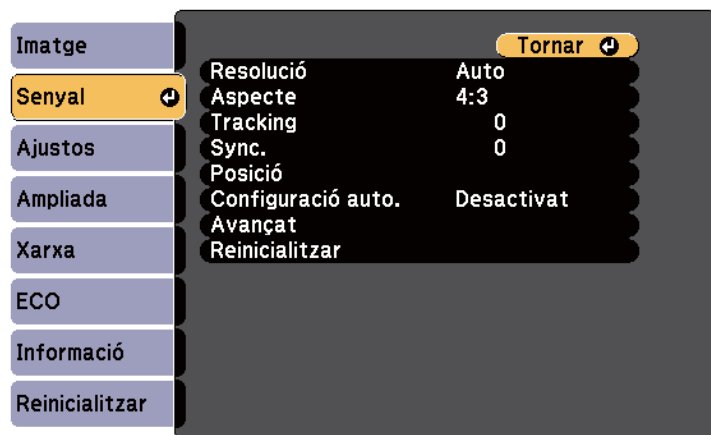 Imatge
Senyal
Ajustos
Ampliada
Xarxa
ECO
Informació
Reinicialitzar
Tornar
Resolució Auto
Aspecte 4:3
Tracking 0
Sync. 0
Posició
Configuració auto. Desactivat
Avançat
Reinicialitzar